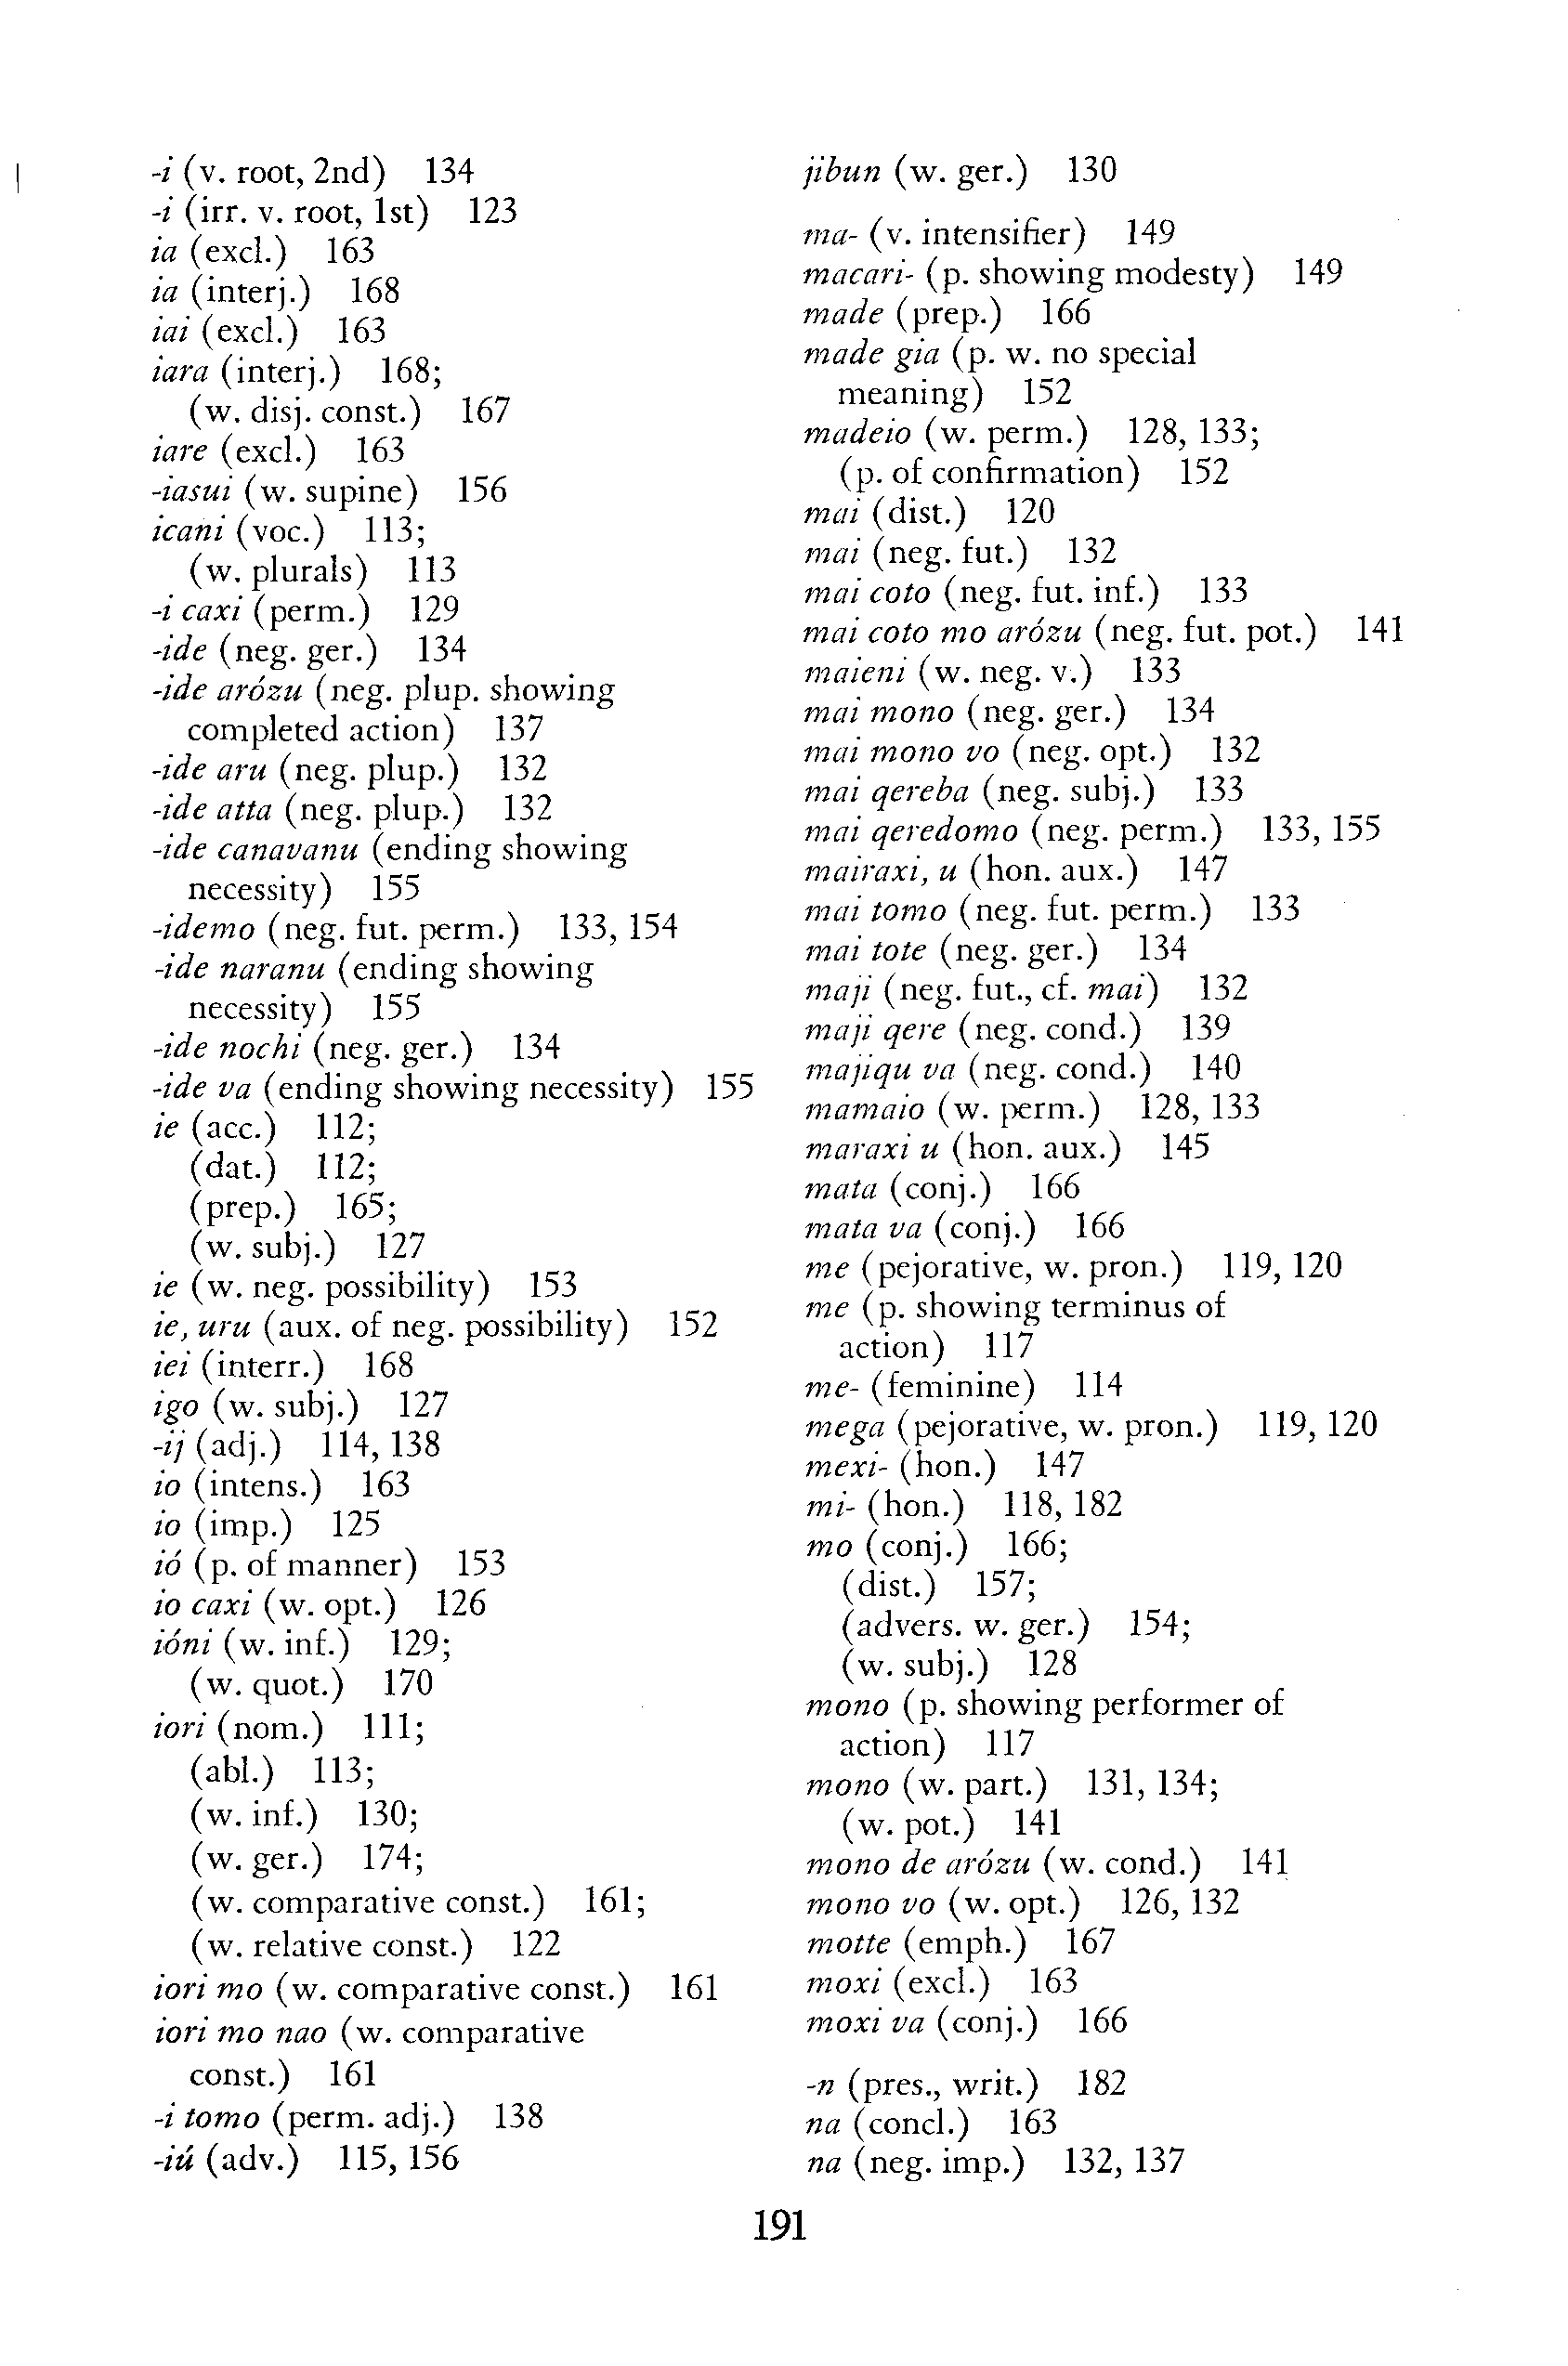 -i (v. root, 2nd) 134
-i (irr. v. root, 1st) 123
ia (excl.) 163
ia (interj.) 168
iai (excl.) 163
iara (interj.) 168;
(w. disj. const.) 167
iare (excl.) 163
-iasui (w. supine) 156
icani (voc.) 113;
(w. plurals) 113
-i caxi (perm.) 129
-ide (neg. ger.) 134
-ide arózu (neg. plup. showing
completed action) 137
-ide aru (neg. plup.) 132
-ide atta (neg. plup.) 132
-ide canavanu (ending showing
necessity) 155
-idemo (neg. fut. perm.) 133, 154
-ide naranu (ending showing
necessity) 155
-ide nochi (neg. ger.) 134
-ide va (ending showing necessity) 155
ie (acc.) 112;
(dat.) 112;
(prep.) 165;
(w. subj.) 127
ie (w. neg. possibility) 153
ie, uru (aux. of neg. possibility) 152
iei (interr.) 168
igo (w. subj.) 127
-ij (adj.) 114, 138
io (intens.) 163
io (imp.) 125
ió (p. of manner) 153
io caxi (w. opt.) 126
ióni (w. inf.) 129;
(w. quot.) 170
iori (nom.) 111;
(abl.) 113;
(w. inf.) 130;
(w. ger.) 174;
(w. comparative const.) 161;
(w. relative const.) 122
iori mo (w. comparative const.) 161
iori mo nao (w. comparative
const.) 161
-i tomo (perm. adj.) 138
-iú (adv.) 115, 156
jibun (w. ger.) 130
ma- (v. intensifier) 149
macari- (p. showing modesty) 149
made (prep.) 166
made gia (p. w. no special
meaning) 152
madeio (w. perm.) 128, 133;
(p. of confirmation) 152
mai (dist.) 120
mai (neg. fut.) 132
mai coto (neg. fut. inf.) 133
mai coto mo arózu (neg. fut. pot.) 141
maieni (w. neg. v.) 133
mai mono (neg. ger.) 134
mai mono vo (neg. opt.) 132
mai qereba (neg. subj.) 133
mai qeredomo (neg. perm.) 133, 155
mairaxi, u (hon. aux.) 147
mai tomo (neg. fut. perm.) 133
mai tote (neg. ger.) 134
maji (neg. fut., cf. mai) 132
maji qere (neg. cond.) 139
majiqu va (neg. cond.) 140
mamaio (w. perm.) 128, 133
maraxi u (hon. aux.) 145
mata (conj.) 166
mata va (conj.) 166
me (pejorative, w. pron.) 119, 120
me (p. showing terminus of
action) 117
me- (feminine) 114
mega (pejorative, w. pron.) 119, 120
mexi- (hon.) 147
mi- (hon.) 118, 182
mo (conj.) 166;
(dist.) 157;
(advers. w. ger.) 154;
(w. subj.) 128
mono (p. showing performer of
action) 117
mono (w. part.) 131, 134;
(w. pot.) 141
mono de arózu (w. cond.) 141
mono vo (w. opt.) 126, 132
motte (emph.) 167
moxi (excl.) 163
moxi va (conj.) 166
-n (pres., writ.) 182
na (concl.) 163
na (neg. imp.) 132, 137
191